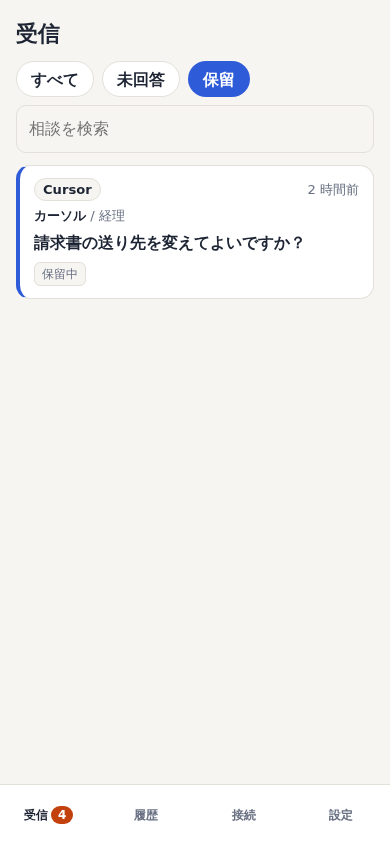 受信
すべて 未回答 保留
相談を検索
Cursor 2 時間前
カーソル / 経理
請求書の送り先を変えてよいですか？
保留中
受信 4 履歴 接続 設定